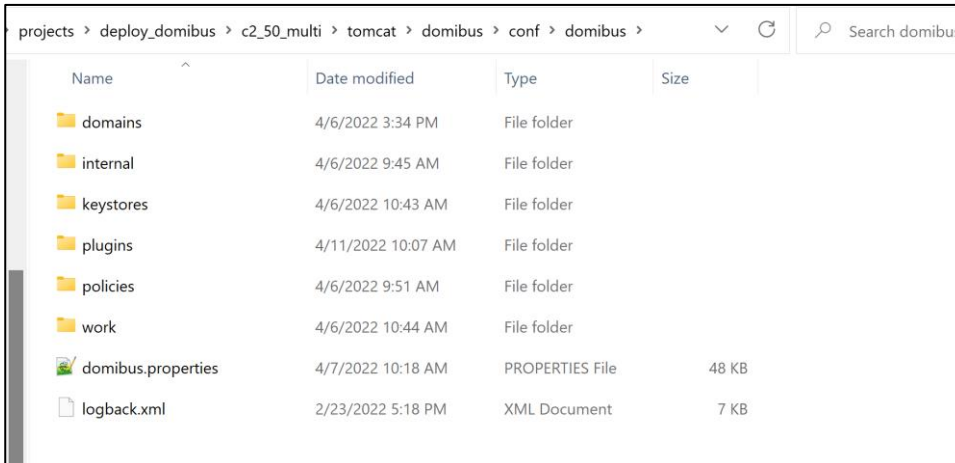 projects > deploy_domibus > c2_50_multi > tomcat > domibus > conf > domibus > Search domibus
Name Date modified Type Size
domains 4/6/2022 3:34 PM File folder
internal 4/6/2022 9:45 AM File folder
keystores 4/6/2022 10:43 AM File folder
plugins 4/11/2022 10:07 AM File folder
policies 4/6/2022 9:51 AM File folder
work 4/6/2022 10:44 AM File folder
domibus.properties 4/7/2022 10:18 AM PROPERTIES File 48 KB
logback.xml 2/23/2022 5:18 PM XML Document 7 KB